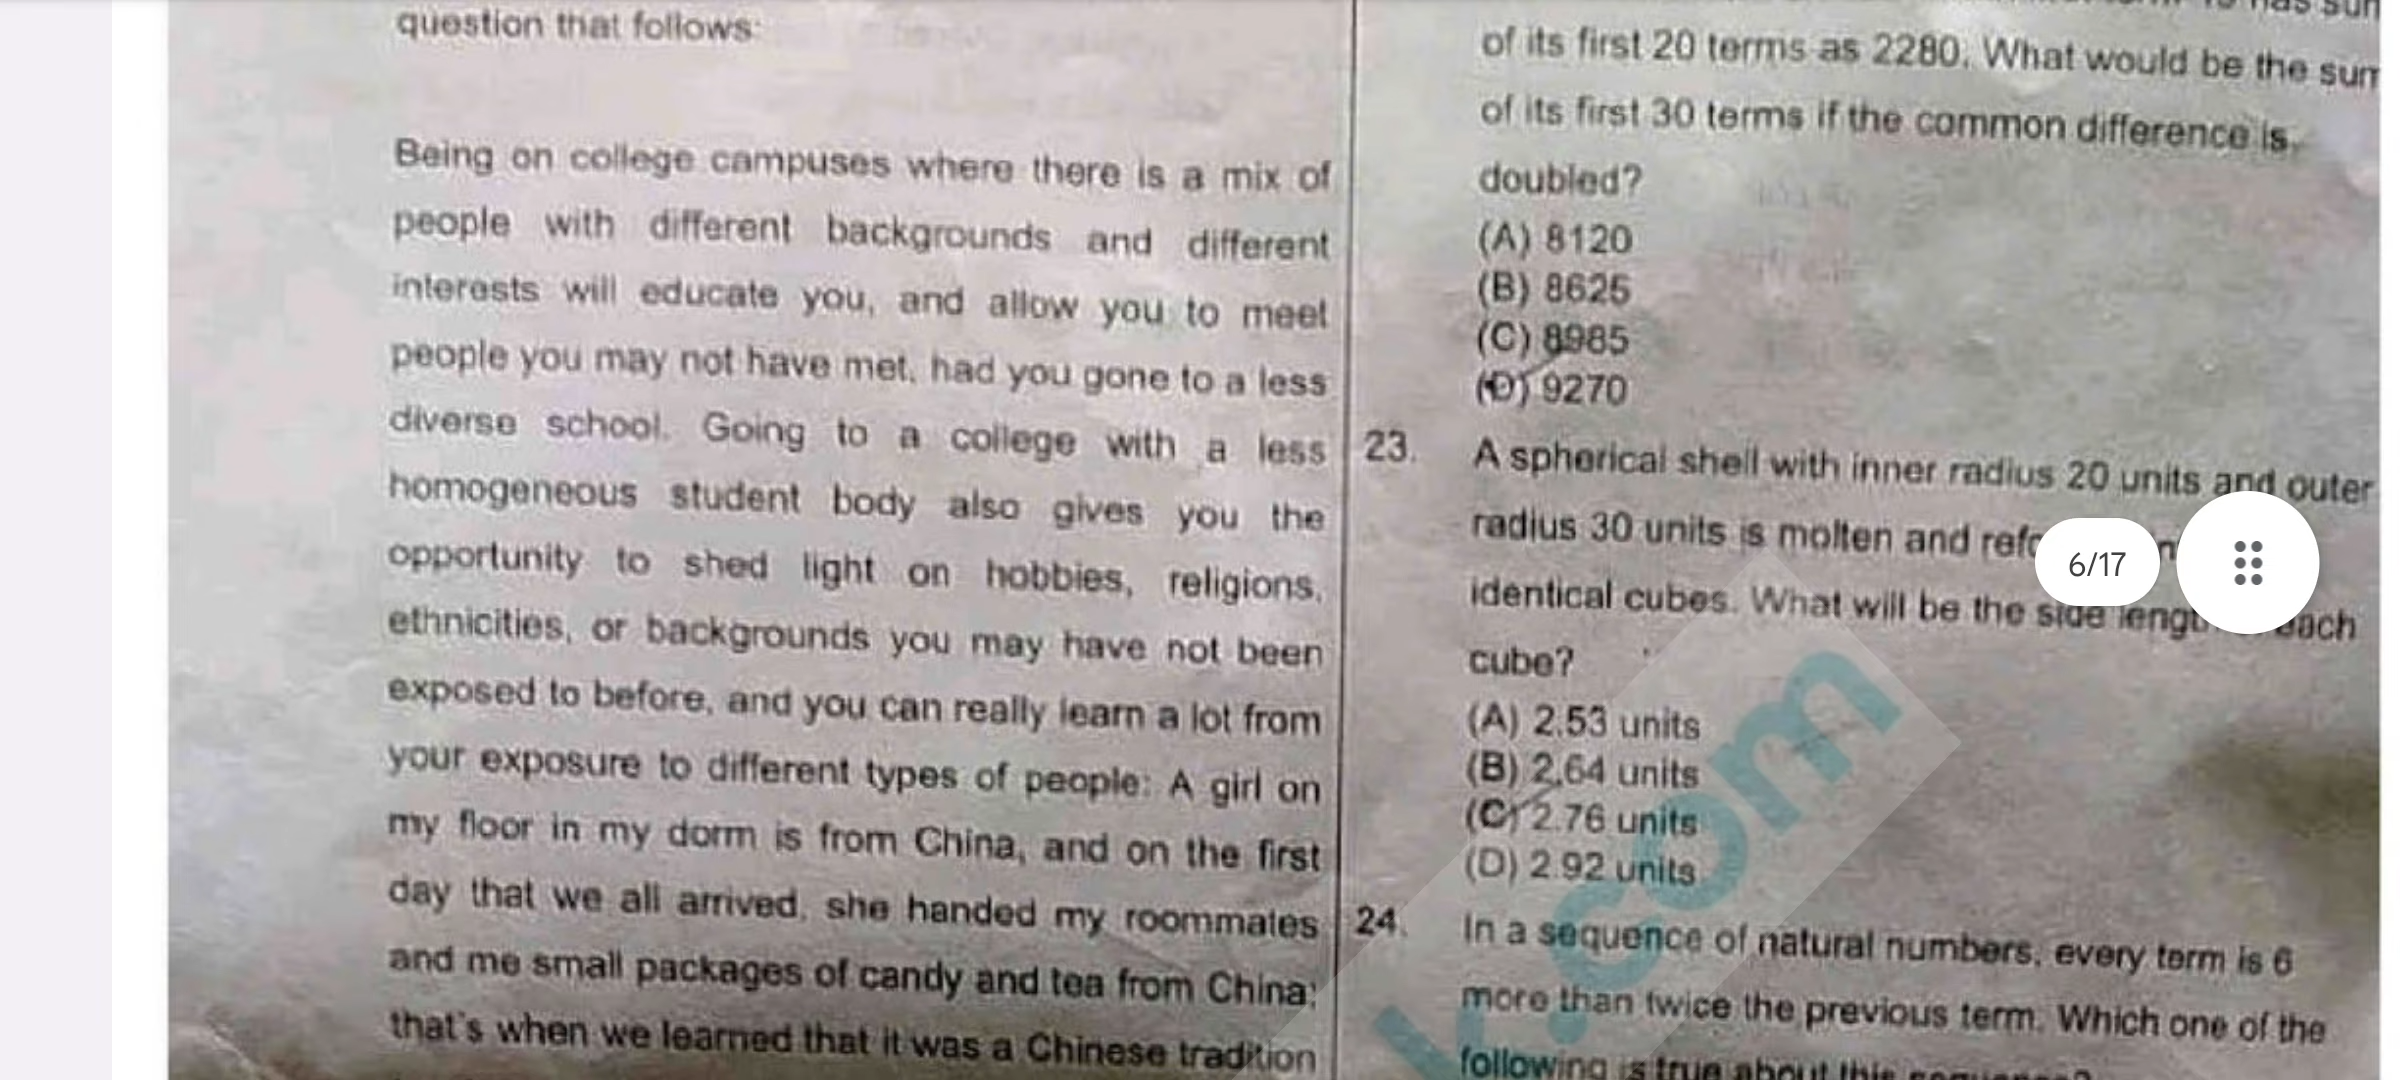 question that follows:
Being on college campuses where there is a mix of
people with different backgrounds and different
interests will educate you, and allow you to meet
people you may not have met, had you gone to a less
diverse school. Going to a college with a less
homogeneous student body also gives you the
opportunity to shed light on hobbies, religions,
ethnicities, or backgrounds you may have not been
exposed to before, and you can really learn a lot from
your exposure to different types of people: A girl on
my floor in my dorm is from China, and on the first
day that we all arrived, she handed my roommates
and me small packages of candy and tea from China;
that's when we learned that it was a Chinese tradition
of its first 20 terms as 2280. What would be the sum
of its first 30 terms if the common difference is
doubled?
(A) 8120
(B) 8625
(C) 8985
(D) 9270
23. A spherical shell with inner radius 20 units and outer
radius 30 units is molten and
identical cubes. What will be the side each
cube?
(A) 2.53 units
(B) 2.64 units
(C) 2.76 units
(D) 2.92 units
24. In a sequence of natural numbers, every term is 6
more than twice the previous term. Which one of the
following is true about this sequence?
6/17
k.com